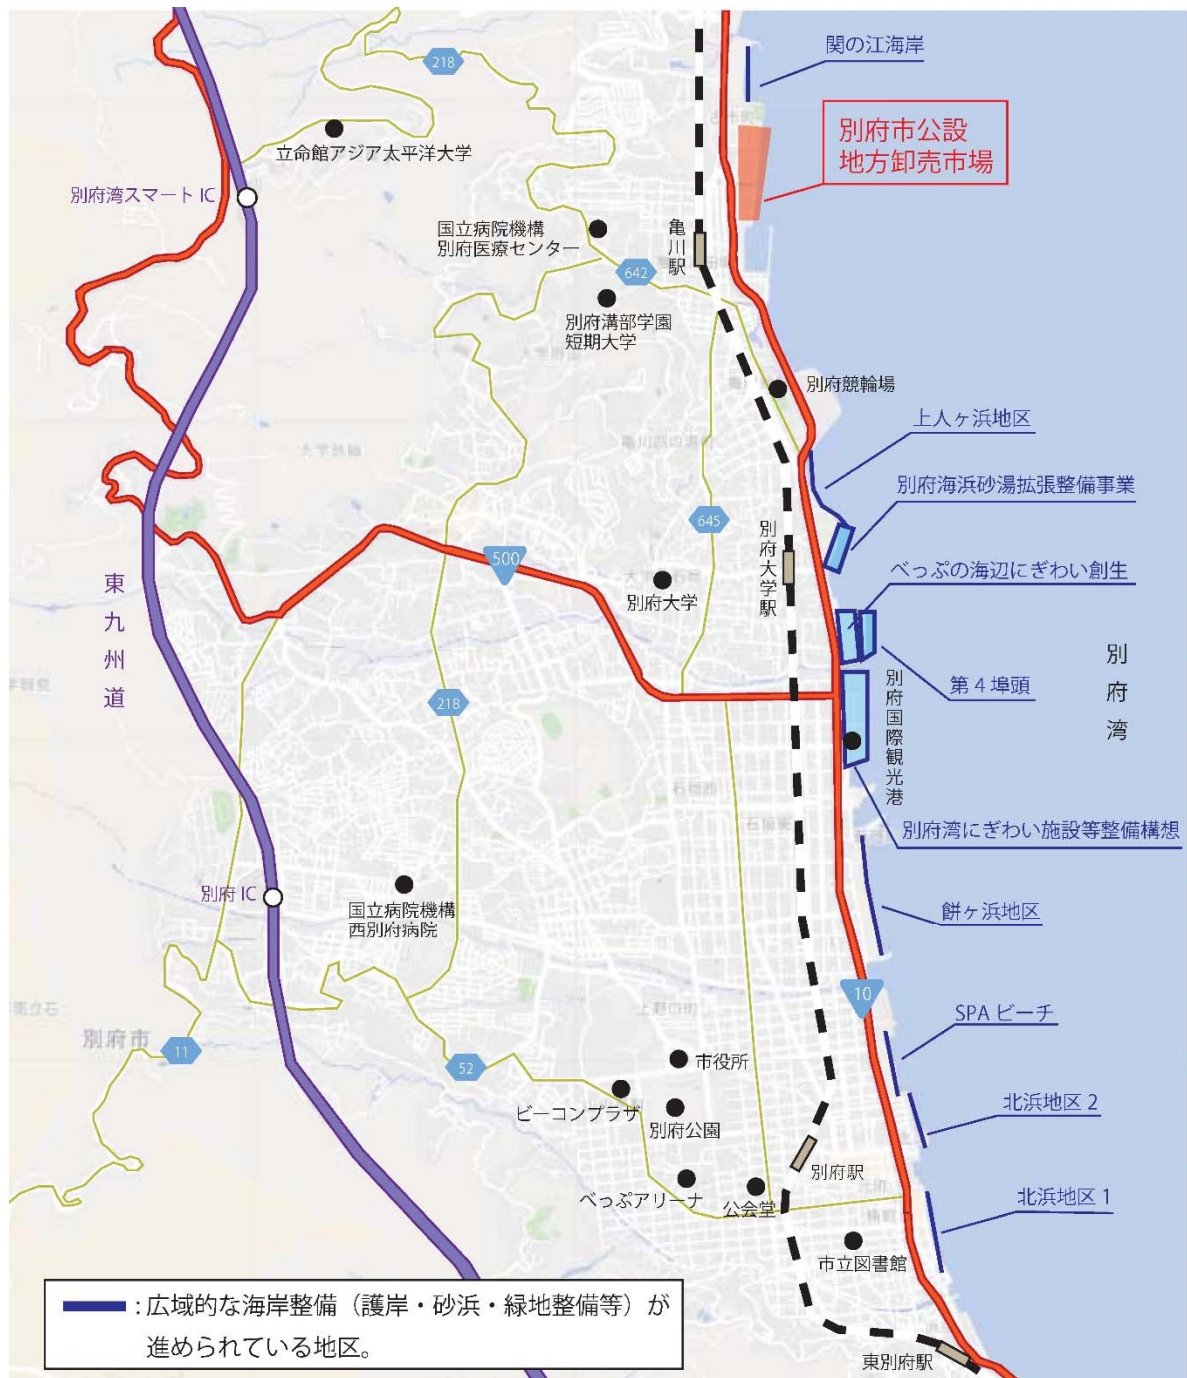 関の江海岸
218
別府市公設
地方卸売市場
立命館アジア太平洋大学
別府湾スマートIC
国立病院機構
別府医療センター
亀川駅
642
別府溝部学園
短期大学
別府競輪場
上人ヶ浜地区
別府海浜砂湯拡張整備事業
645
別府大学駅
500
べっぷの海辺にぎわい創生
別府大学
東九州道
別府湾
第4埠頭
218
別府国際観光港
別府湾にぎわい施設等整備構想
別府IC
国立病院機構
西別府病院
餅ヶ浜地区
10
SPAビーチ
上野口町
別府市
11
市役所
52
ビーコンプラザ
別府公園
北浜地区2
別府駅
べっぷアリーナ
公会堂
北浜地区1
市立図書館
：広域的な海岸整備（護岸・砂浜・緑地整備等）が
進められている地区。
東別府駅